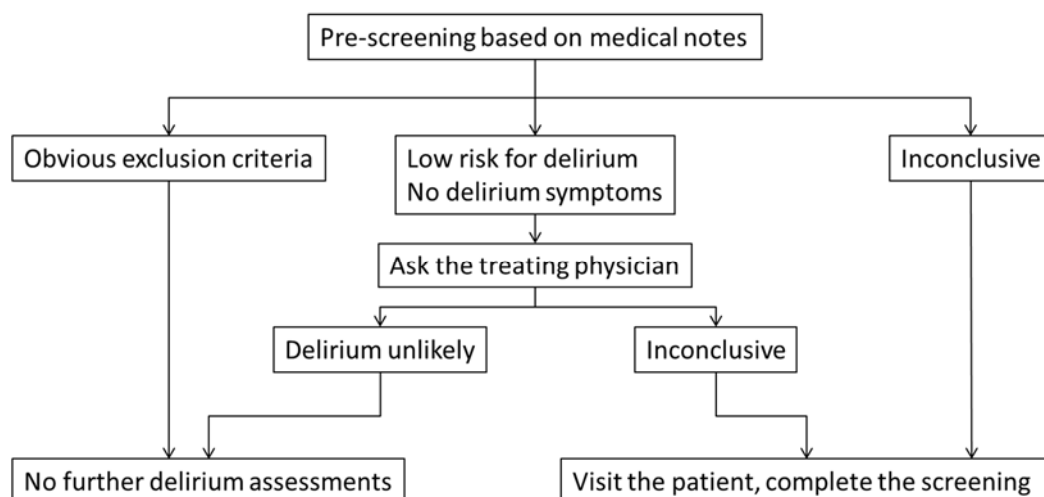 Pre-screening based on medical notes
Obvious exclusion criteria
Low risk for delirium
No delirium symptoms
Inconclusive
Ask the treating physician
Delirium unlikely
Inconclusive
No further delirium assessments
Visit the patient, complete the screening